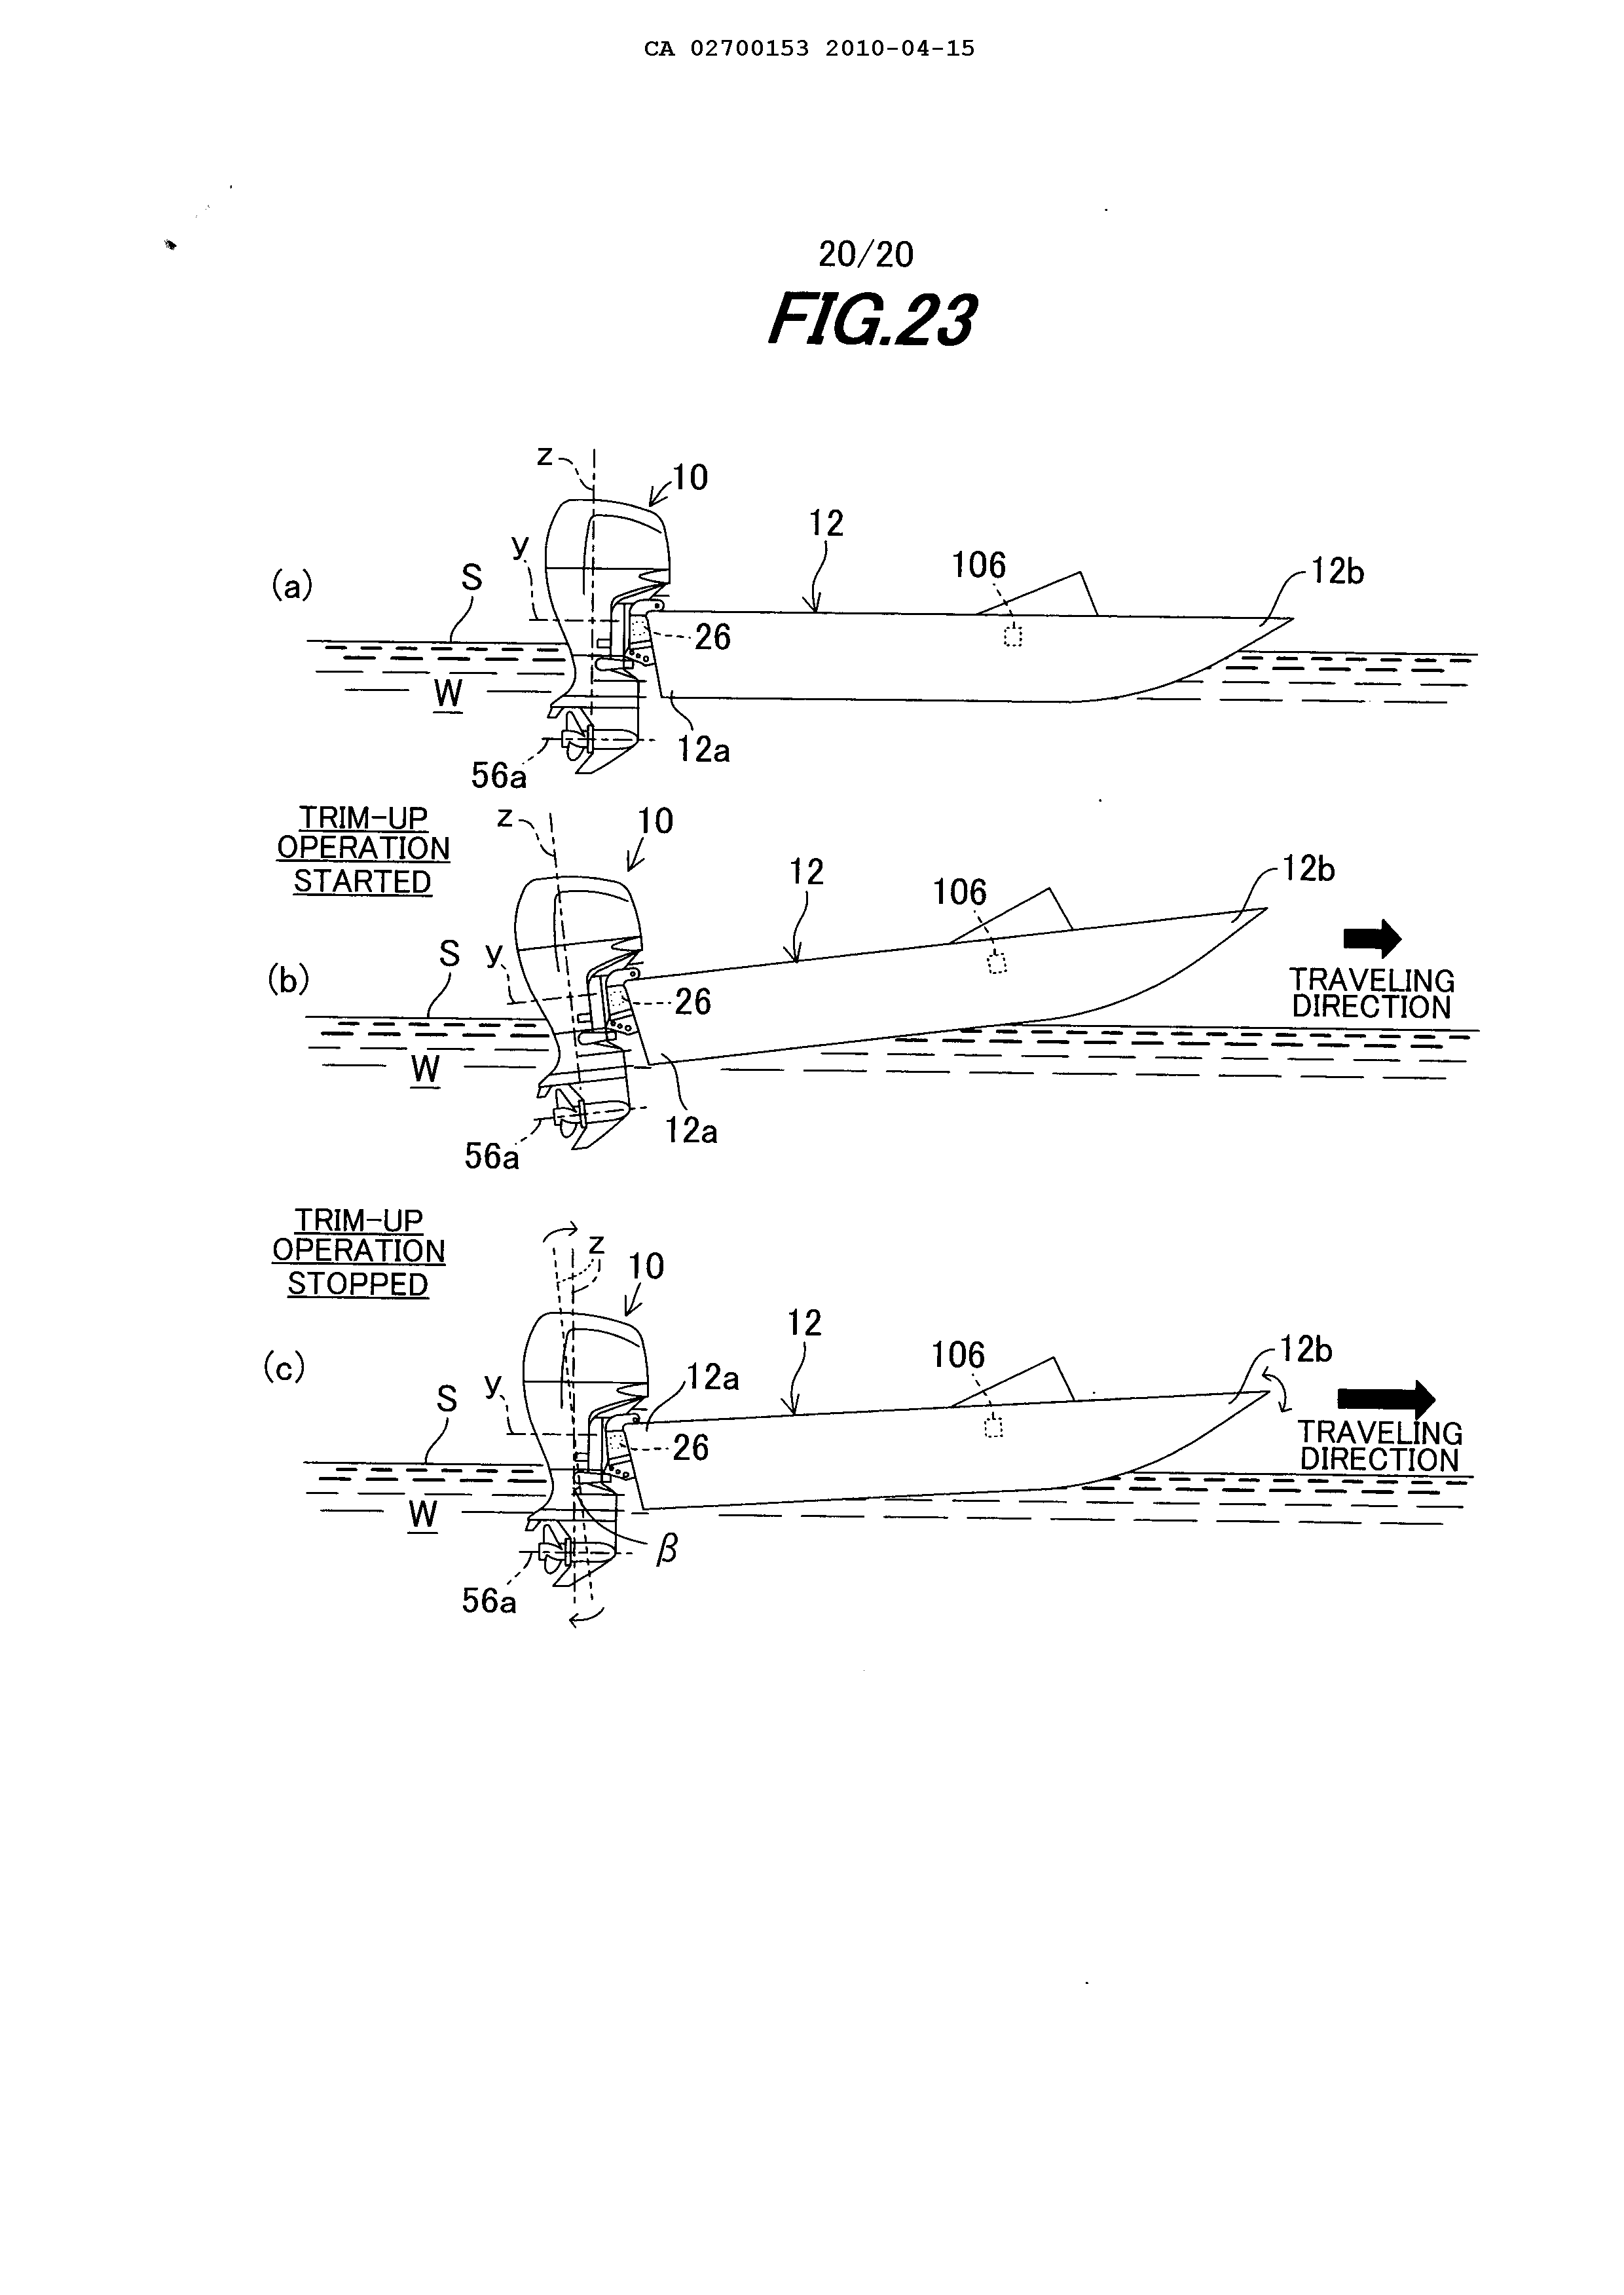 CA 02700153 2010-04-15
20/20
FIG.23
(a)
z
10
y
S
12
106
12b
26
W
12a
56a
TRIM-UP
OPERATION
STARTED
(b)
z
10
12
106
12b
S
y
26
TRAVELING
DIRECTION
W
12a
56a
TRIM-UP
OPERATION
STOPPED
(c)
z
10
12
106
12b
12a
S
y
26
TRAVELING
DIRECTION
W
β
56a